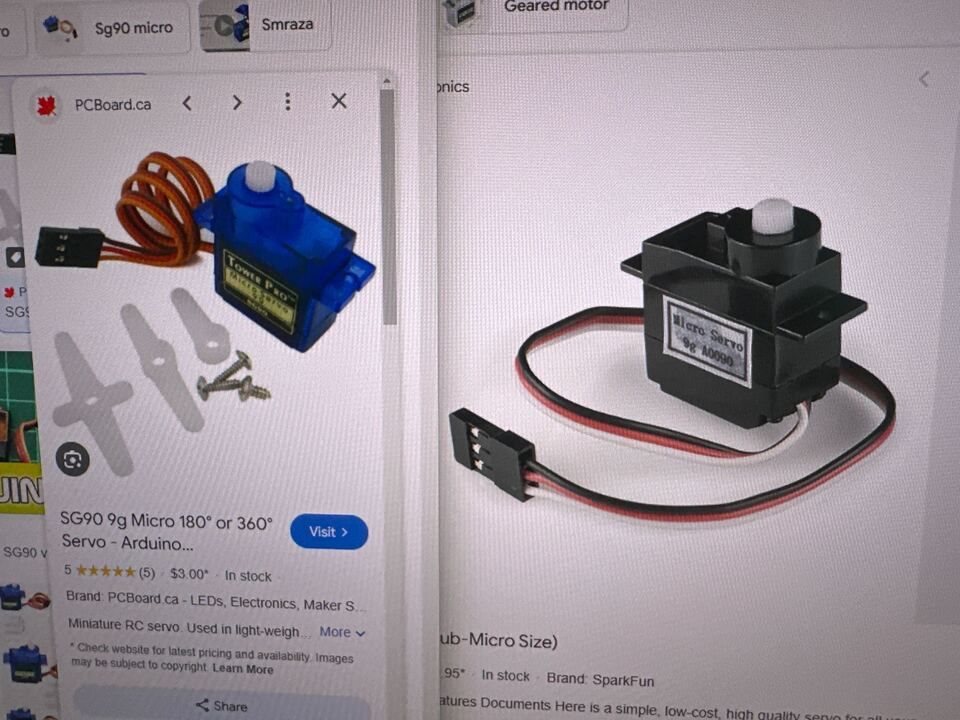 Sg90 micro
Smraza
Geared motor
PCBoard.ca
onics
TOWER PRO
Micro Servo
9g
Micro Servo
9g A0090
UIN
SG90 9g Micro 180° or 360°
Servo - Arduino...
Visit >
5 ★★★★★ (5) · $3.00* · In stock
Brand: PCBoard.ca - LEDs, Electronics, Maker S...
Miniature RC servo. Used in light-weigh... More
* Check website for latest pricing and availability. Images
may be subject to copyright. Learn More
Share
P
SG9
SG90 v
ub-Micro Size)
95* · In stock · Brand: SparkFun
atures Documents Here is a simple, low-cost, high quality servo for all